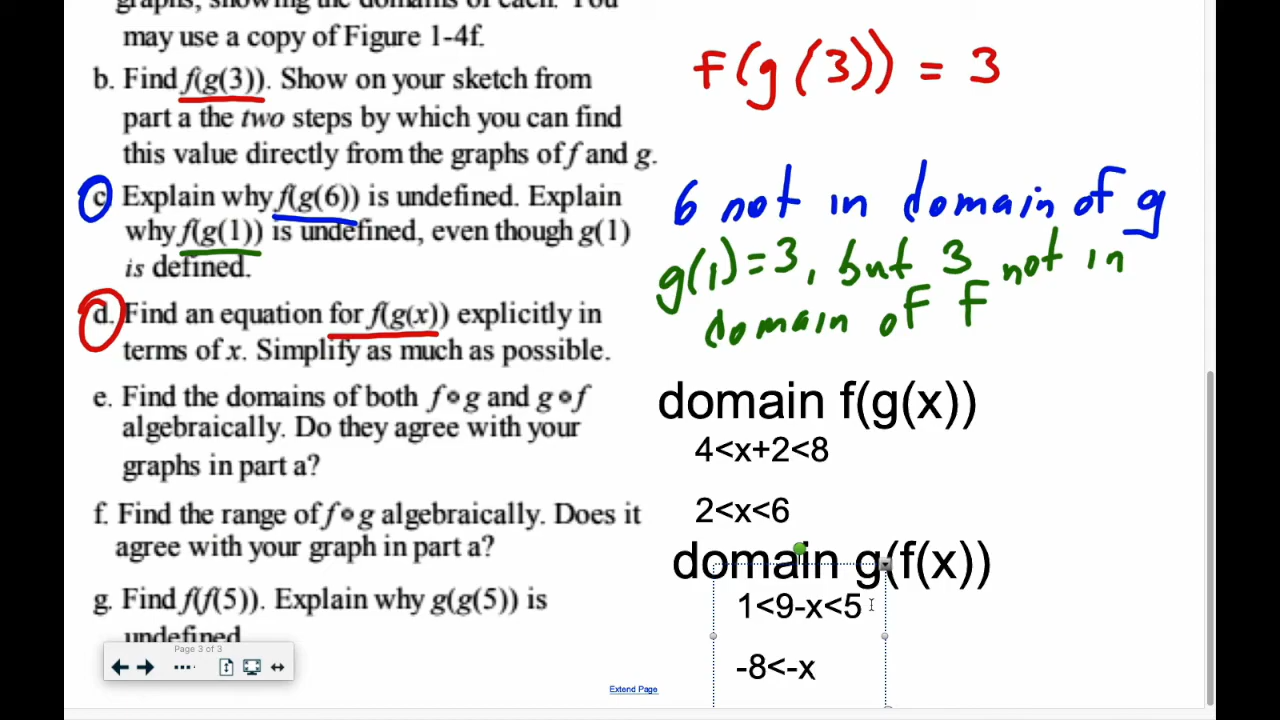 graphs, showing the domains of each. You
may use a copy of Figure 1-4f.
b. Find f(g(3)). Show on your sketch from
part a the two steps by which you can find
this value directly from the graphs of f and g.
c. Explain why f(g(6)) is undefined. Explain
why f(g(1)) is undefined, even though g(1)
is defined.
d. Find an equation for f(g(x)) explicitly in
terms of x. Simplify as much as possible.
e. Find the domains of both f∘g and g∘f
algebraically. Do they agree with your
graphs in part a?
f. Find the range of f∘g algebraically. Does it
agree with your graph in part a?
g. Find f(f(5)). Explain why g(g(5)) is
undefined.
Page 3 of 3
Extend Page
f(g(3)) = 3
6 not in domain of g
g(1)=3, but 3 not in
domain of f
domain f(g(x))
4<x+2<8
2<x<6
domain g(f(x))
1<9-x<5
-8<-x